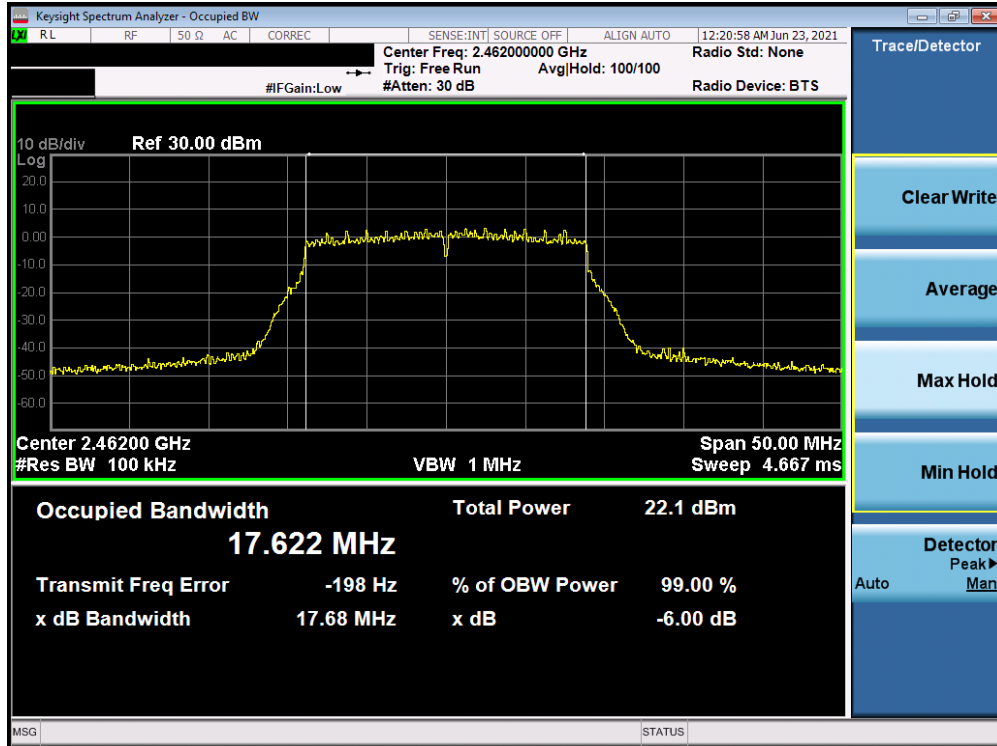 Keysight Spectrum Analyzer - Occupied BW
LXI RL RF 50 Ω AC CORREC SENSE:INT SOURCE OFF ALIGN AUTO 12:20:58 AM Jun 23, 2021
Center Freq: 2.462000000 GHz Radio Std: None
Trig: Free Run Avg|Hold: 100/100
#IFGain:Low #Atten: 30 dB Radio Device: BTS
Trace/Detector
10 dB/div Ref 30.00 dBm
Log
20.0
10.0
0.00
-10.0
-20.0
-30.0
-40.0
-50.0
-60.0
Center 2.46200 GHz Span 50.00 MHz
#Res BW 100 kHz VBW 1 MHz Sweep 4.667 ms
Occupied Bandwidth Total Power 22.1 dBm
17.622 MHz
Transmit Freq Error -198 Hz % of OBW Power 99.00 %
x dB Bandwidth 17.68 MHz x dB -6.00 dB
Clear Write
Average
Max Hold
Min Hold
Detector
Peak▶
Auto Man
MSG STATUS